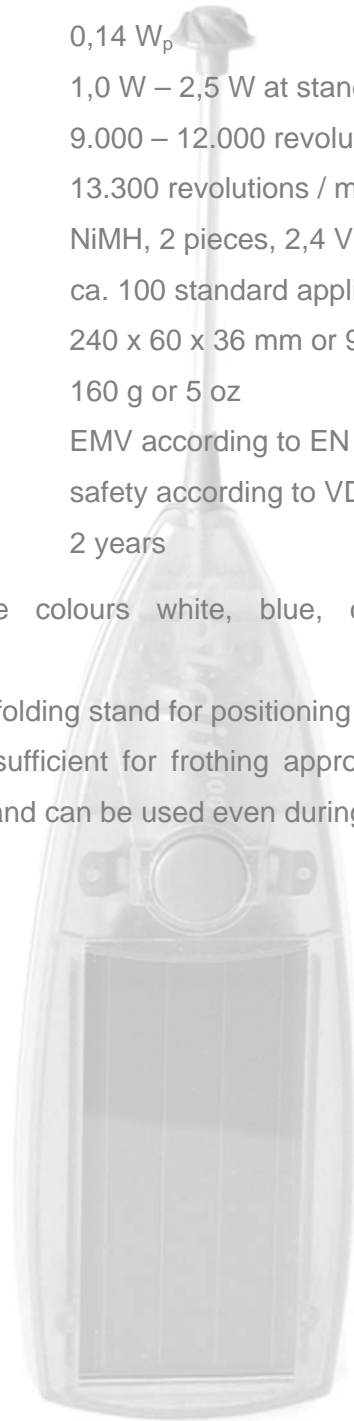 0,14 Wp
1,0 W – 2,5 W at stand
9.000 – 12.000 revolu
13.300 revolutions / m
NiMH, 2 pieces, 2,4 V
ca. 100 standard appli
240 x 60 x 36 mm or 9
160 g or 5 oz
EMV according to EN
safety according to VD
2 years
e colours white, blue, o
folding stand for positioning
sufficient for frothing appro
and can be used even during